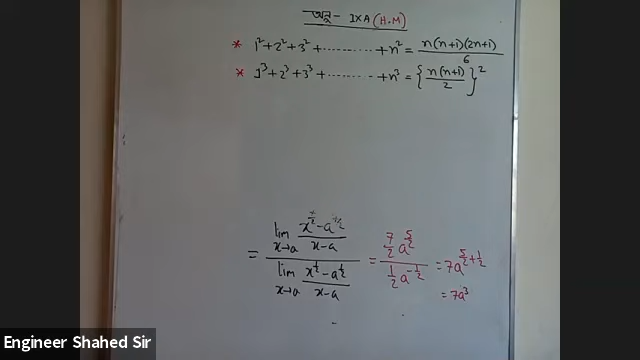 অনু- IXA (H.M)
* 1²+2²+3²+..........+n² = n(n+1)(2n+1)/6
* 1³+2³+3³+..........+n³ = {n(n+1)/2}²
= (lim x→a (x^(7/2) - a^(7/2))/(x-a)) / (lim x→a (x^(1/2) - a^(1/2))/(x-a)) = (7/2 a^(5/2)) / (1/2 a^(-1/2)) = 7a^(5/2+1/2)
= 7a³
Engineer Shahed Sir